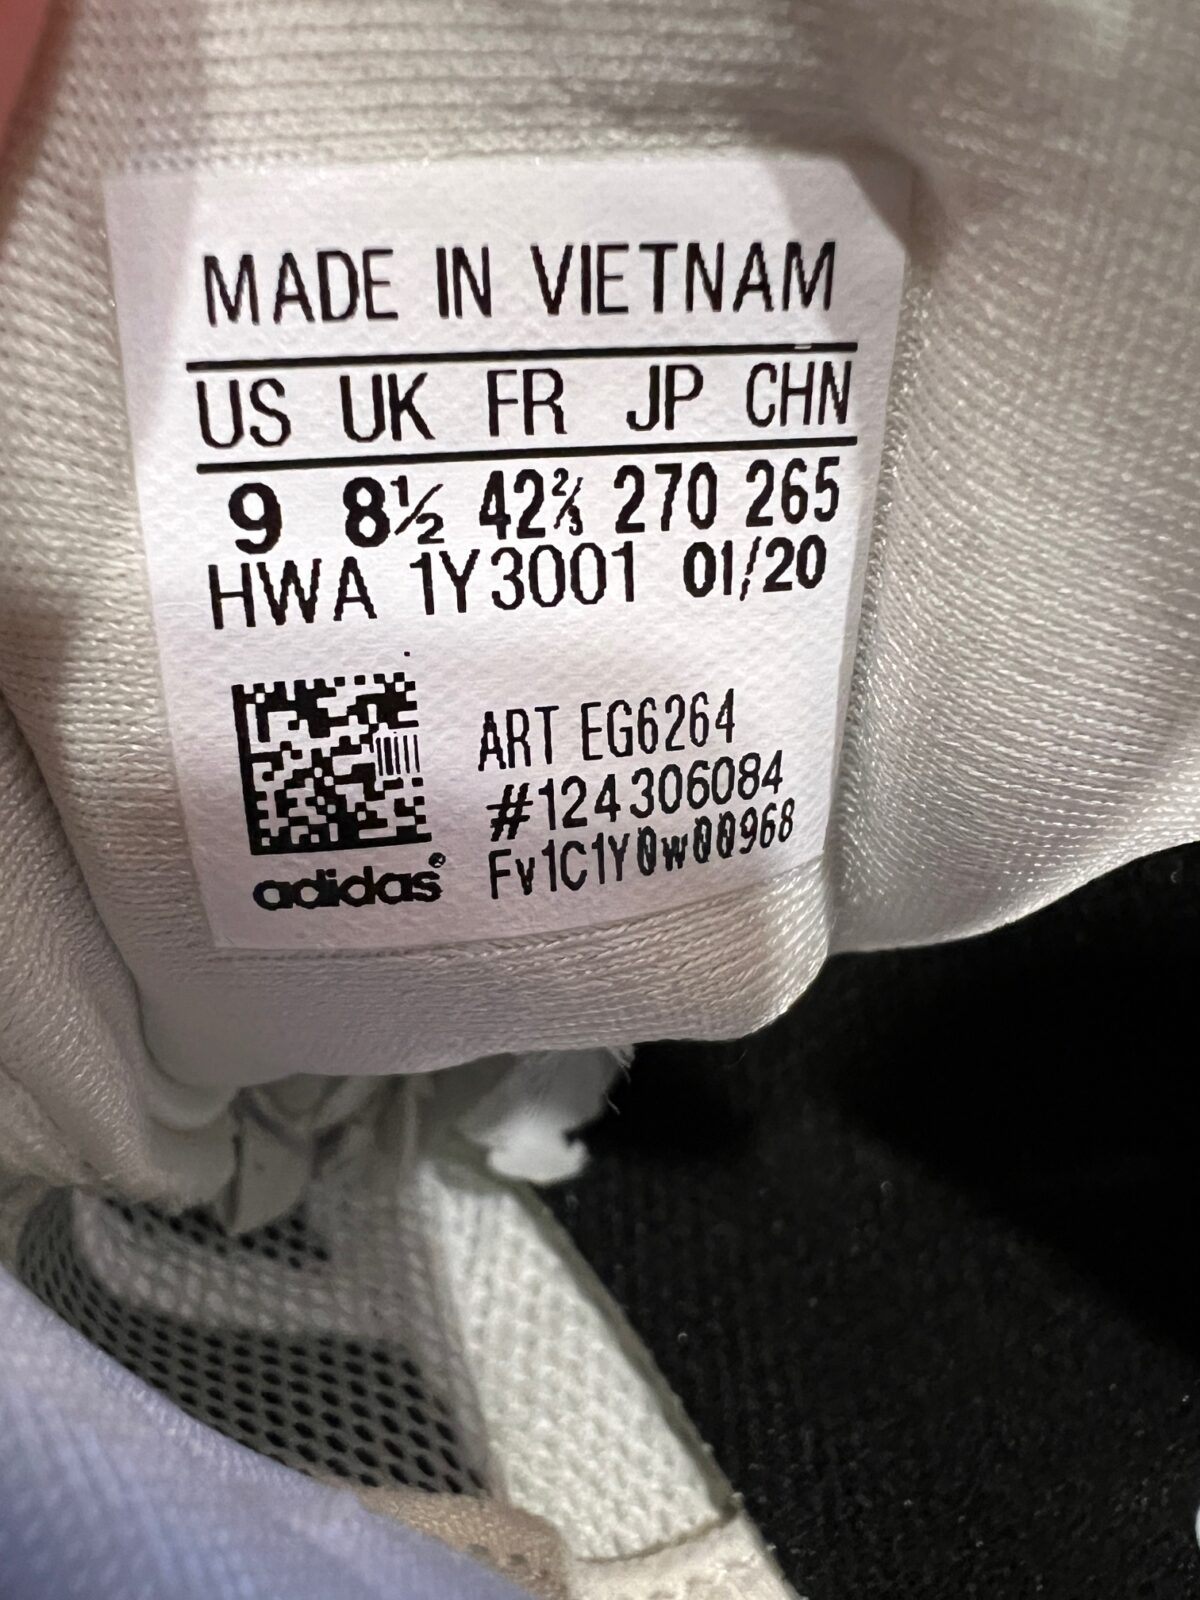 MADE IN VIETNAM
US UK FR JP CHN
9 8½ 42⅔ 270 265
HWA 1Y3001 01/20
ART EG6264
#124306084
Fv1C1Y0w00968
adidas®